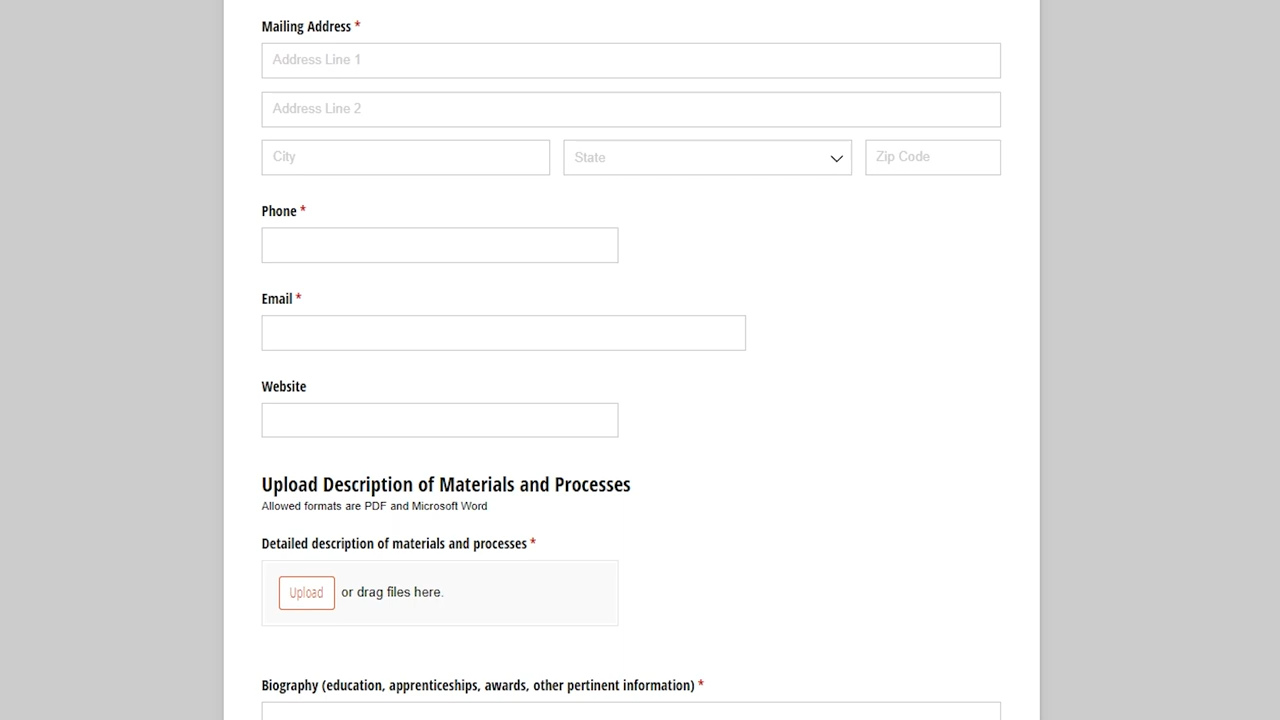 Mailing Address *
Address Line 1
Address Line 2
City State Zip Code
Phone *
Email *
Website
Upload Description of Materials and Processes
Allowed formats are PDF and Microsoft Word
Detailed description of materials and processes *
Upload or drag files here.
Biography (education, apprenticeships, awards, other pertinent information) *